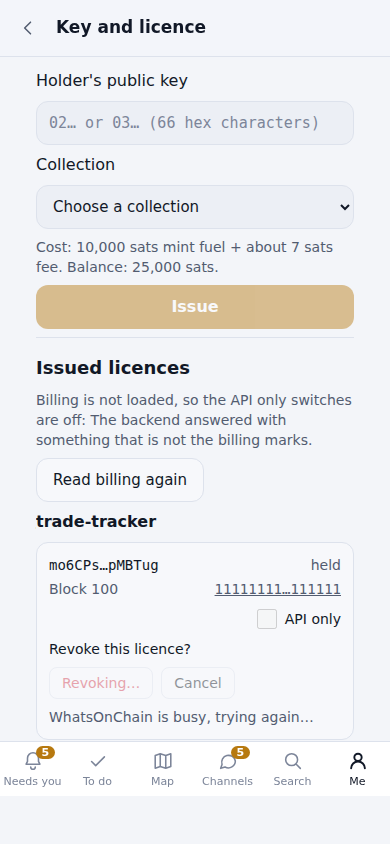 Key and licence
Holder's public key
02… or 03… (66 hex characters)
Collection
Choose a collection
Cost: 10,000 sats mint fuel + about 7 sats
fee. Balance: 25,000 sats.
Issue
Issued licences
Billing is not loaded, so the API only switches
are off: The backend answered with
something that is not the billing marks.
Read billing again
trade-tracker
mo6CPs…pMBTug held
Block 100 11111111…111111
API only
Revoke this licence?
Revoking… Cancel
WhatsOnChain is busy, trying again…
5 5
Needs you To do Map Channels Search Me